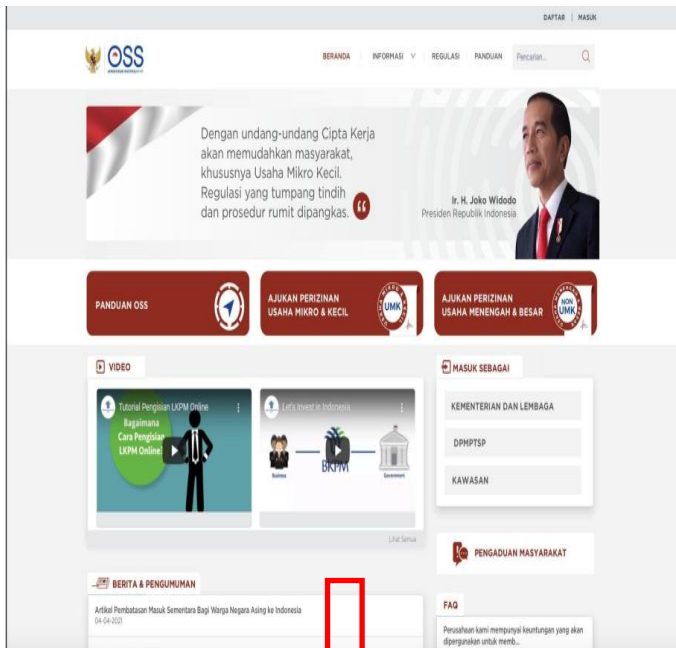 DAFTAR | MASUK
OSS
BERANDA
INFORMASI
REGULASI
PANDUAN
Pencarian...
Dengan undang-undang Cipta Kerja
akan memudahkan masyarakat,
khususnya Usaha Mikro Kecil.
Regulasi yang tumpang tindih
dan prosedur rumit dipangkas.
Ir. H. Joko Widodo
Presiden Republik Indonesia
PANDUAN OSS
AJUKAN PERIZINAN
USAHA MIKRO & KECIL
UMK
AJUKAN PERIZINAN
USAHA MENENGAH & BESAR
NON
UMK
VIDEO
Tutorial Pengisian LKPM Online
Bagaimana
Cara Pengisian
LKPM Online?
Let's Invest in Indonesia
Business
BKPM
Government
Lihat Semua
MASUK SEBAGAI
KEMENTERIAN DAN LEMBAGA
DPMPTSP
KAWASAN
PENGADUAN MASYARAKAT
BERITA & PENGUMUMAN
Artikel Pembatasan Masuk Sementara Bagi Warga Negara Asing ke Indonesia
04-04-2021
FAQ
Perusahaan kami mempunyai keuntungan yang akan
dipergunakan untuk memb...